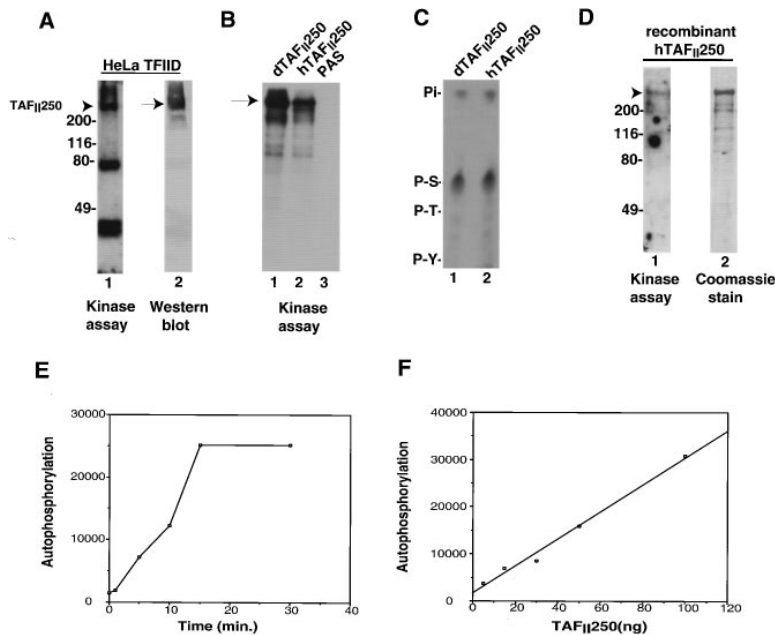 A
HeLa TFIID
TAFII250
200-
116-
80-
49-
1
2
Kinase assay
Western blot
B
dTAFII250
hTAFII250
PAS
1 2 3
Kinase assay
C
dTAFII250
hTAFII250
Pi-
P-S
P-T
P-Y-
1 2
D
recombinant
hTAFII250
200-
116-
80-
49-
1
2
Kinase assay
Coomassie stain
E
Autophosphorylation
30000
20000
10000
0
0 10 20 30 40
Time (min.)
F
Autophosphorylation
40000
30000
20000
10000
0
0 20 40 60 80 100 120
TAFII250(ng)